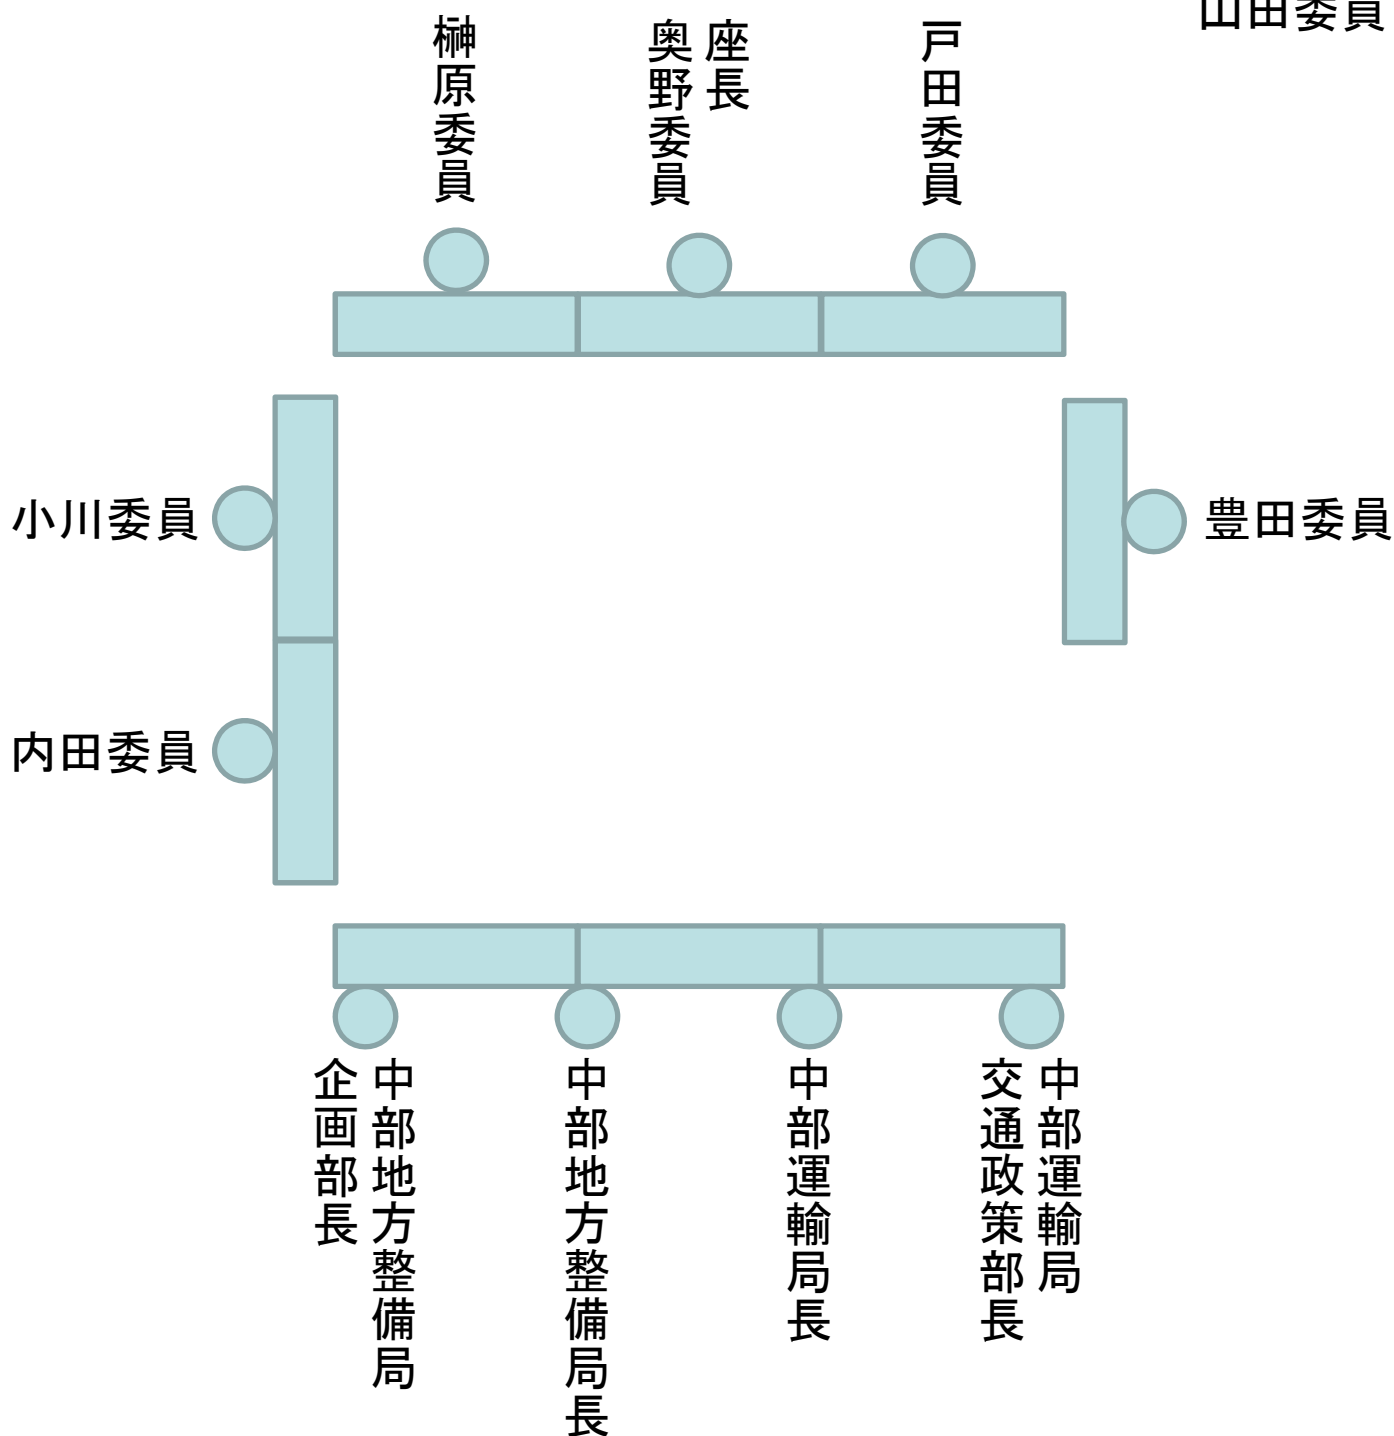 山田委員
榊原委員
座長
奥野委員
戸田委員
小川委員
豊田委員
内田委員
中部地方整備局
企画部長
中部地方整備局長
中部運輸局長
中部運輸局
交通政策部長